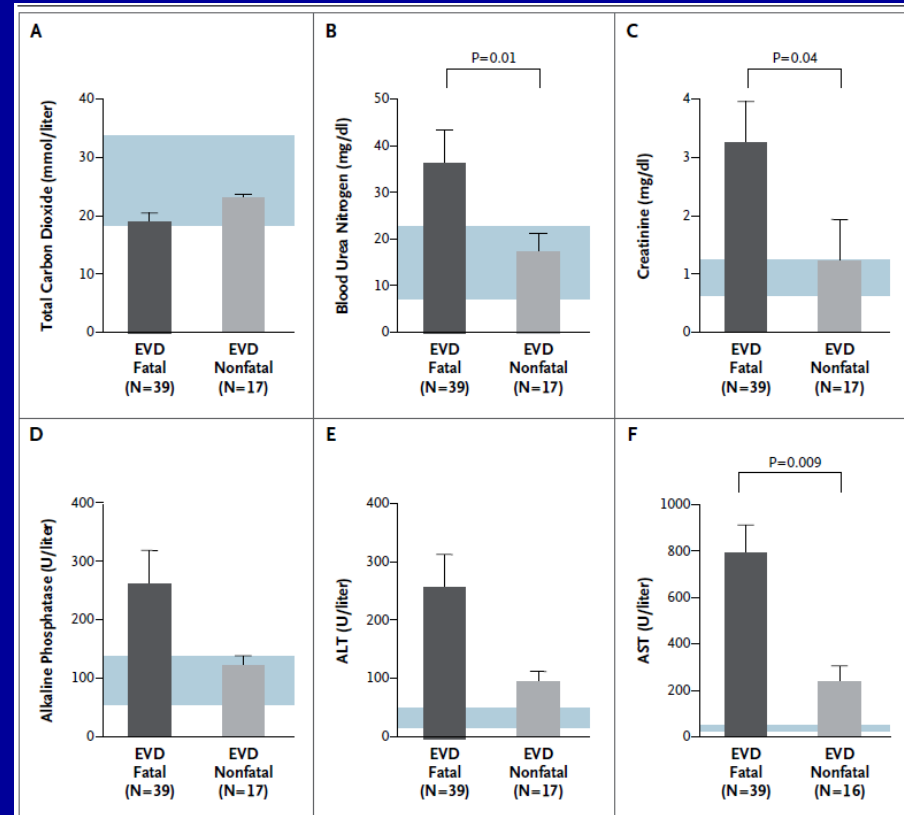 A
Total Carbon Dioxide (mmol/liter)
40
30
20
10
0
EVD
Fatal
(N=39)
EVD
Nonfatal
(N=17)
B
P=0.01
Blood Urea Nitrogen (mg/dl)
50
40
30
20
10
0
EVD
Fatal
(N=39)
EVD
Nonfatal
(N=17)
C
P=0.04
Creatinine (mg/dl)
4
3
2
1
0
EVD
Fatal
(N=39)
EVD
Nonfatal
(N=17)
D
Alkaline Phosphatase (U/liter)
400
300
200
100
0
EVD
Fatal
(N=39)
EVD
Nonfatal
(N=17)
E
ALT (U/liter)
400
300
200
100
0
EVD
Fatal
(N=39)
EVD
Nonfatal
(N=17)
F
P=0.009
AST (U/liter)
1000
800
600
400
200
0
EVD
Fatal
(N=39)
EVD
Nonfatal
(N=16)